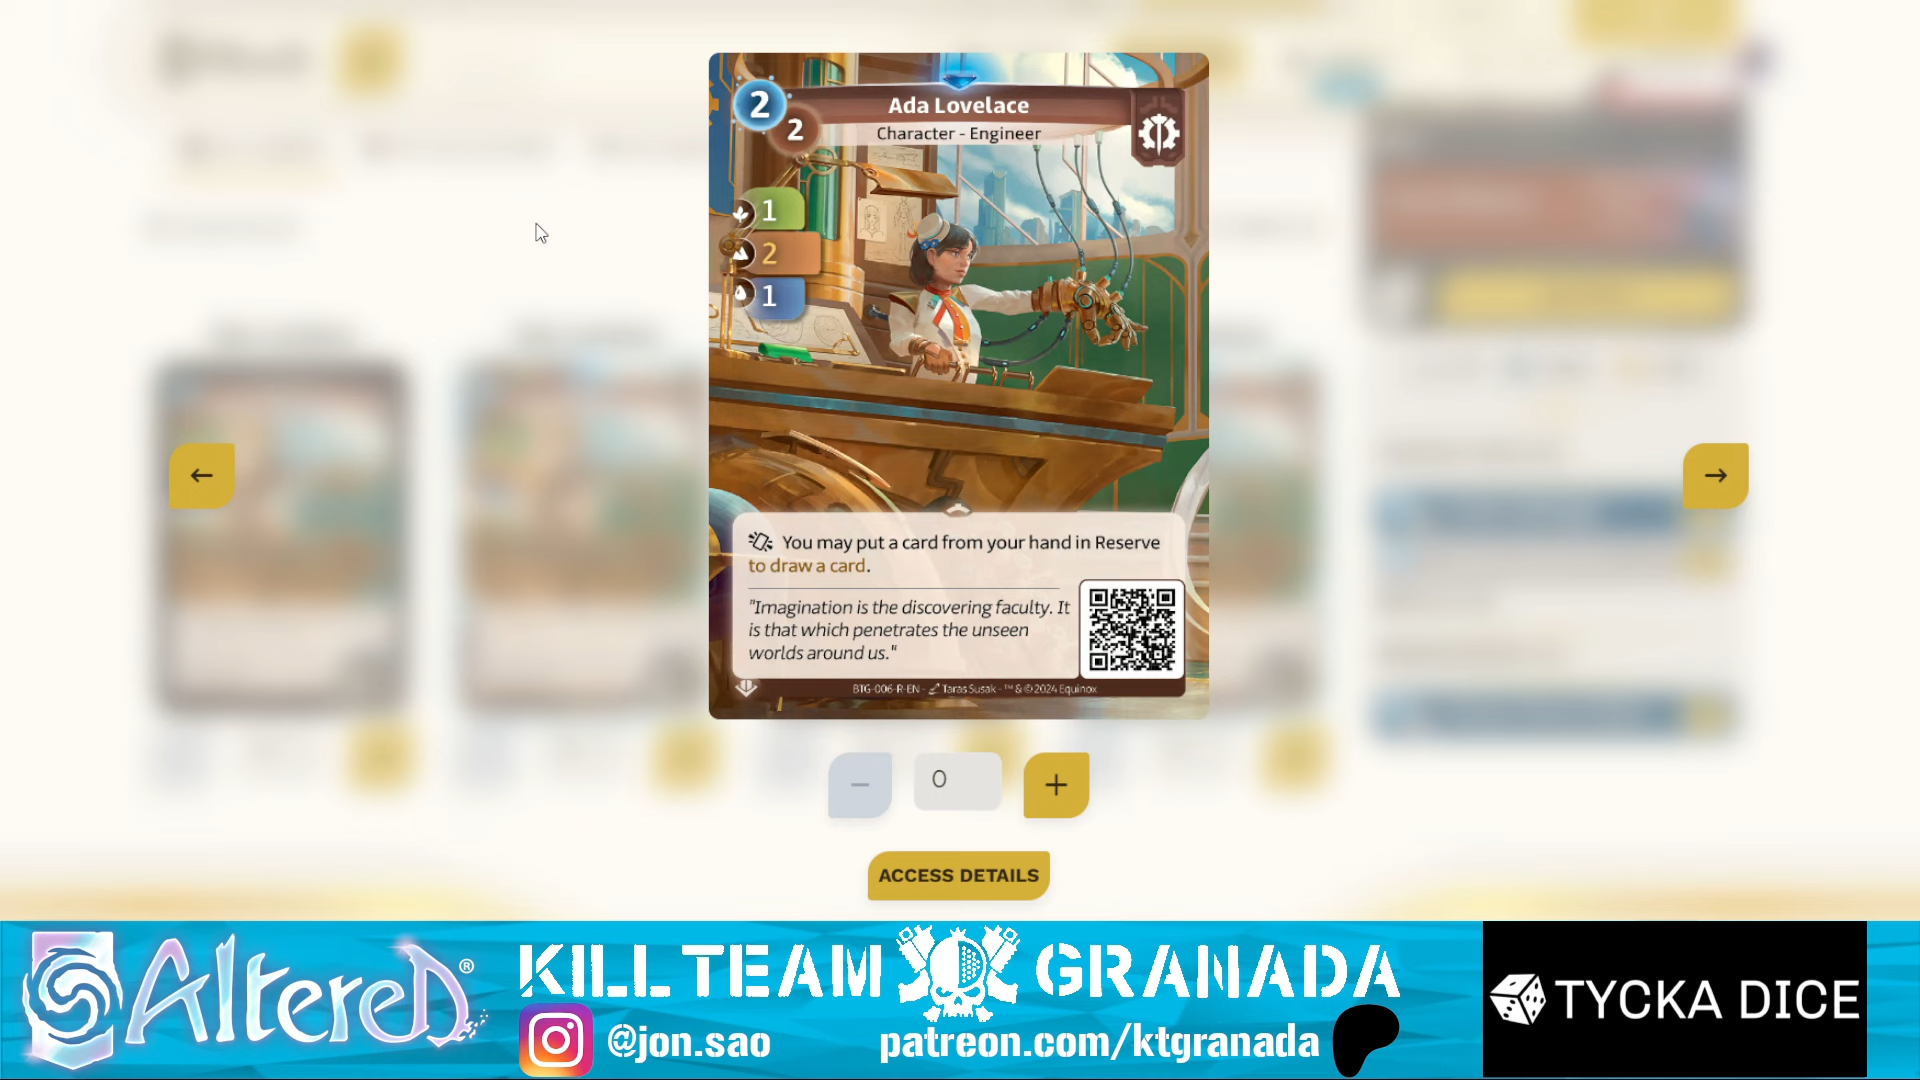 2
Ada Lovelace
2
Character - Engineer
1
2
1
You may put a card from your hand in Reserve
to draw a card.
"Imagination is the discovering faculty. It
is that which penetrates the unseen
worlds around us."
BTG-006-R-EN - Taras Susak - ™ & © 2024 Equinox
0
ACCESS DETAILS
Altered®
KILL TEAM GRANADA
@jon.sao
patreon.com/ktgranada
TYCKA DICE